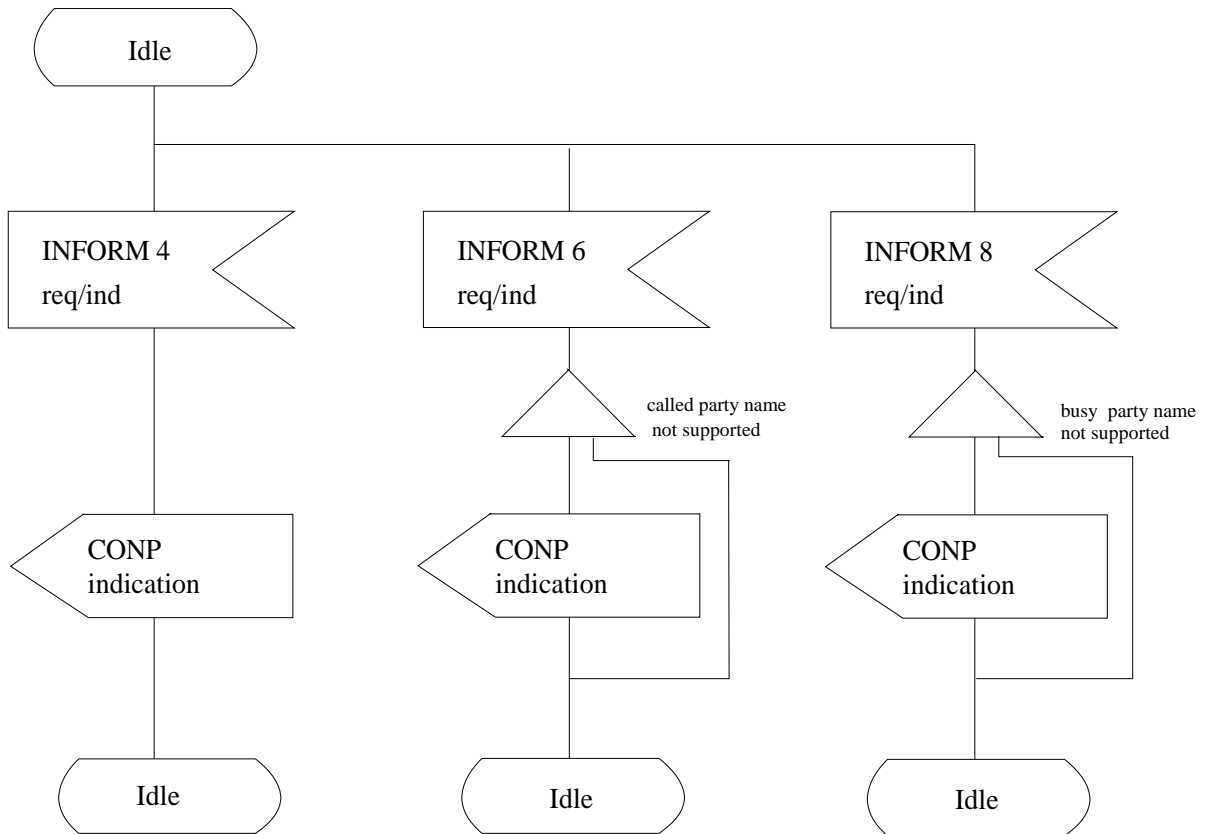 Idle
INFORM 4
req/ind
INFORM 6
req/ind
INFORM 8
req/ind
called party name
not supported
busy party name
not supported
CONP
indication
CONP
indication
CONP
indication
Idle
Idle
Idle